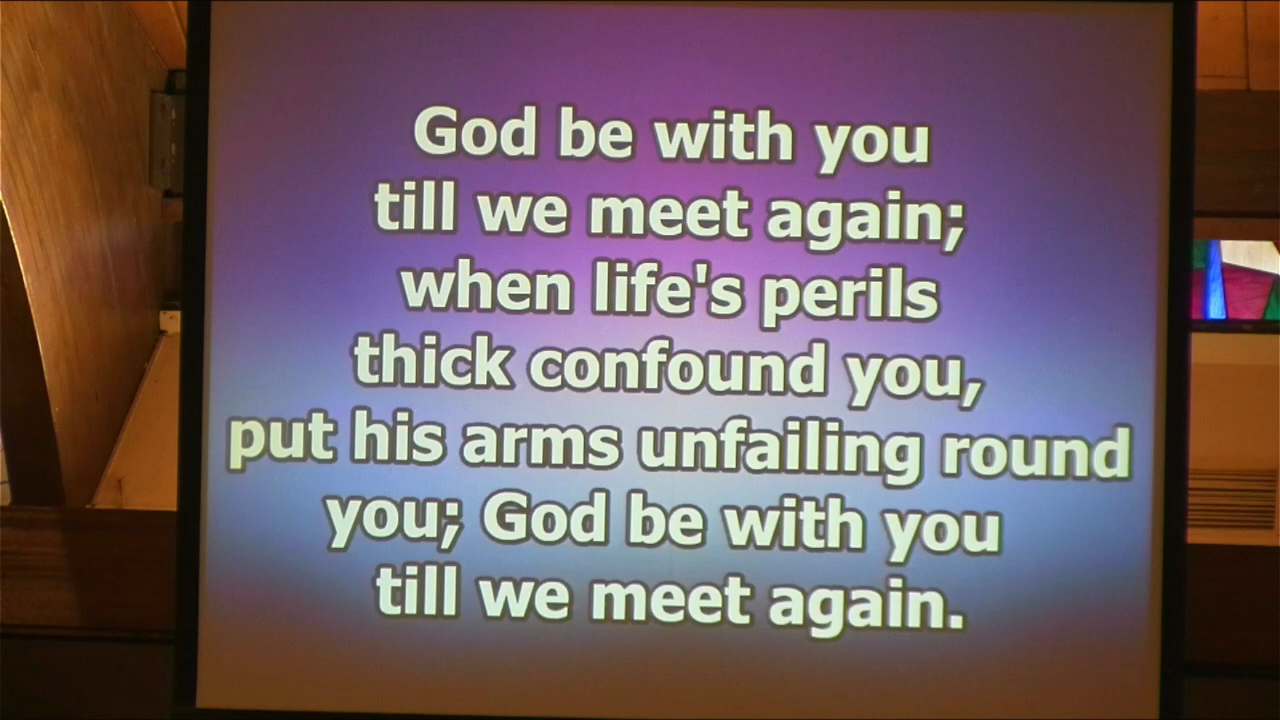 God be with you
till we meet again;
when life's perils
thick confound you,
put his arms unfailing round
you; God be with you
till we meet again.